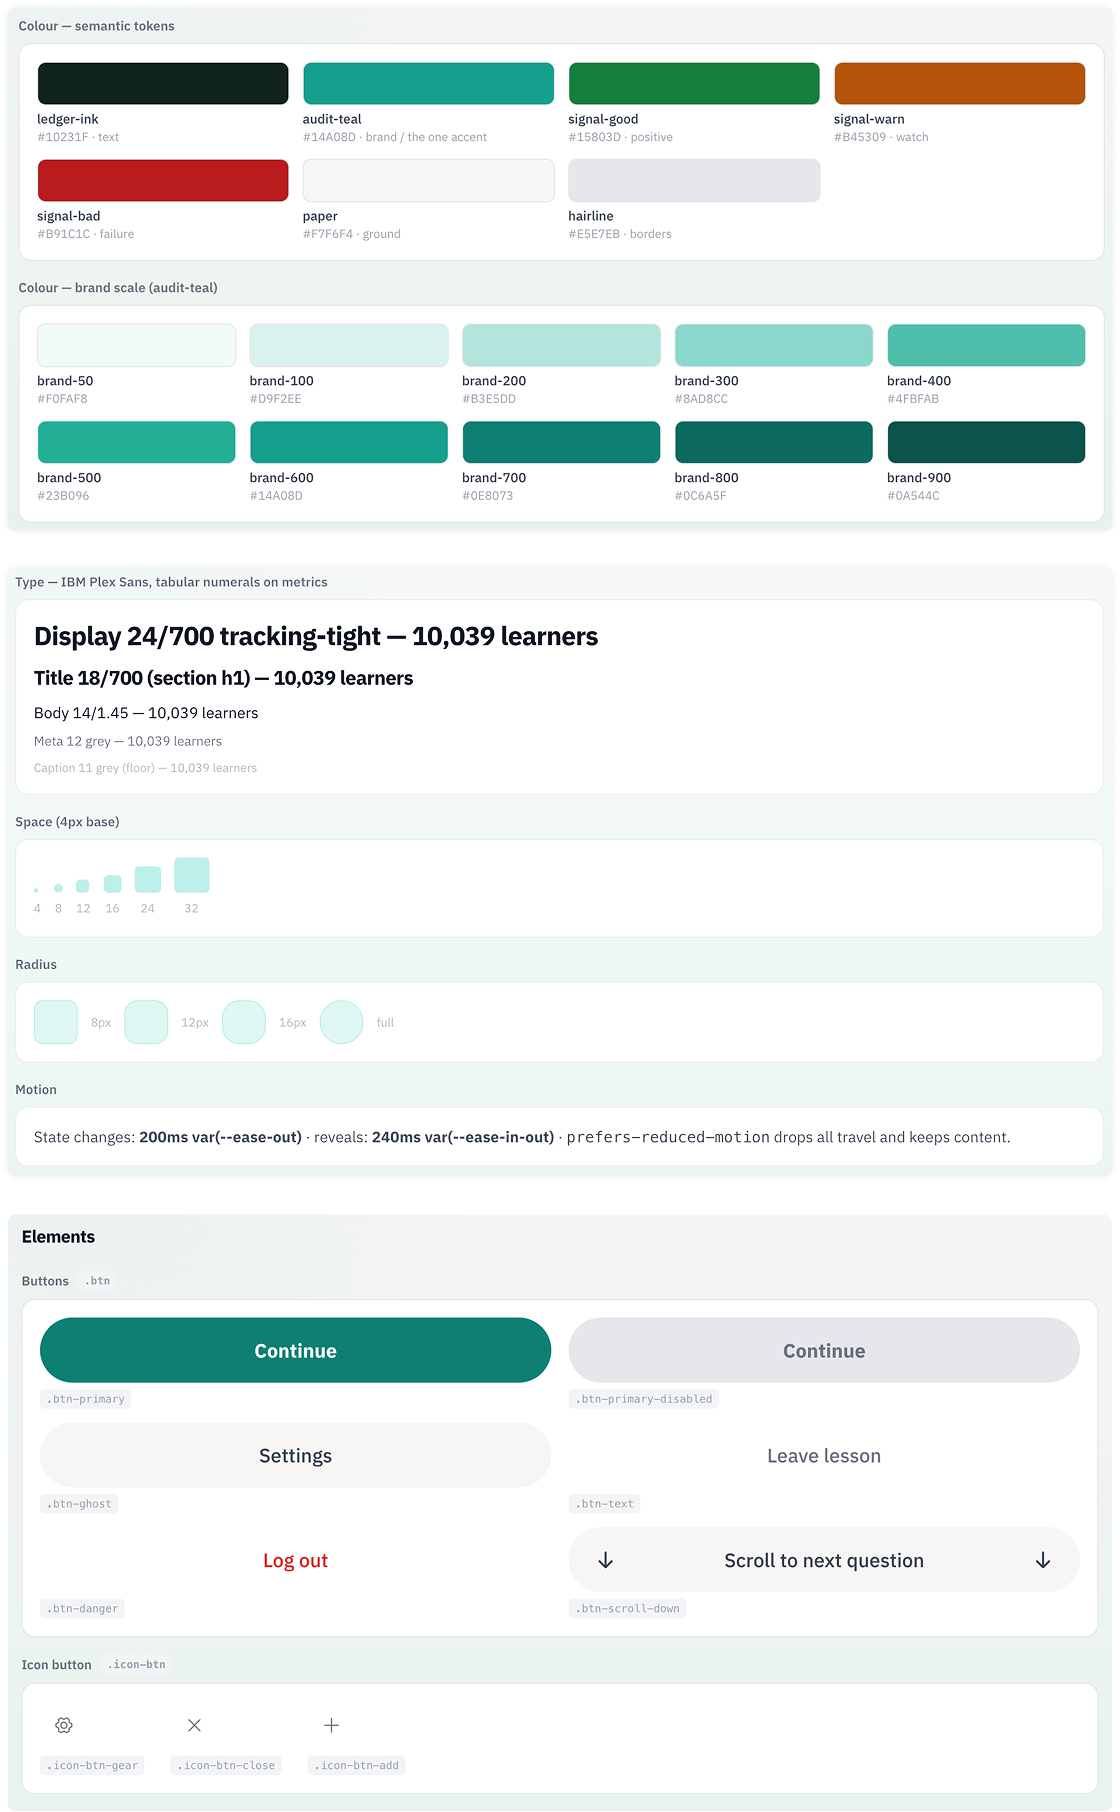 Colour — semantic tokens
ledger-ink
#10231F · text
audit-teal
#14A08D · brand / the one accent
signal-good
#15803D · positive
signal-warn
#B45309 · watch
signal-bad
#B91C1C · failure
paper
#F7F6F4 · ground
hairline
#E5E7EB · borders
Colour — brand scale (audit-teal)
brand-50
#F0FAF8
brand-100
#D9F2EE
brand-200
#B3E5DD
brand-300
#8AD8CC
brand-400
#4FBFAB
brand-500
#23B096
brand-600
#14A08D
brand-700
#0E8073
brand-800
#0C6A5F
brand-900
#0A544C
Type — IBM Plex Sans, tabular numerals on metrics
Display 24/700 tracking-tight — 10,039 learners
Title 18/700 (section h1) — 10,039 learners
Body 14/1.45 — 10,039 learners
Meta 12 grey — 10,039 learners
Caption 11 grey (floor) — 10,039 learners
Space (4px base)
4 8 12 16 24 32
Radius
8px 12px 16px full
Motion
State changes: 200ms var(--ease-out) · reveals: 240ms var(--ease-in-out) · prefers-reduced-motion drops all travel and keeps content.
Elements
Buttons .btn
Continue
.btn-primary
Continue
.btn-primary-disabled
Settings
.btn-ghost
Leave lesson
.btn-text
Log out
.btn-danger
Scroll to next question
.btn-scroll-down
Icon button .icon-btn
.icon-btn-gear .icon-btn-close .icon-btn-add